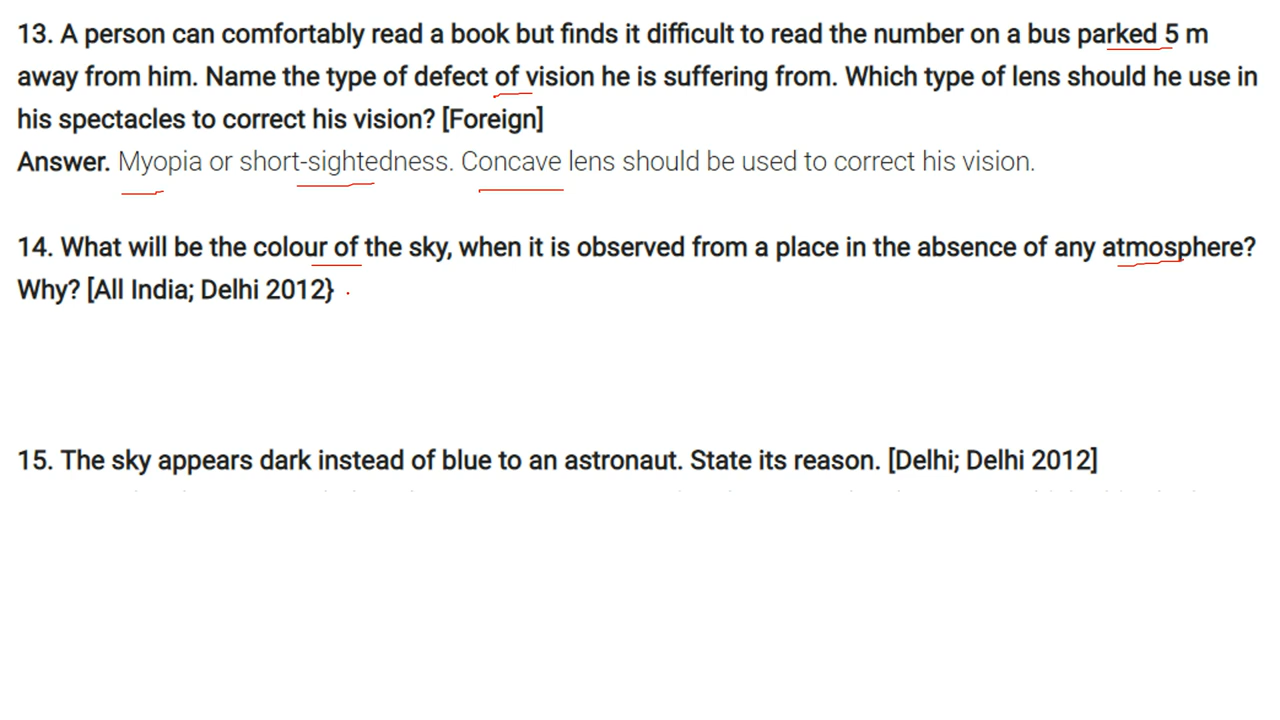 13. A person can comfortably read a book but finds it difficult to read the number on a bus parked 5 m
away from him. Name the type of defect of vision he is suffering from. Which type of lens should he use in
his spectacles to correct his vision? [Foreign]
Answer. Myopia or short-sightedness. Concave lens should be used to correct his vision.
14. What will be the colour of the sky, when it is observed from a place in the absence of any atmosphere?
Why? [All India; Delhi 2012}
15. The sky appears dark instead of blue to an astronaut. State its reason. [Delhi; Delhi 2012]